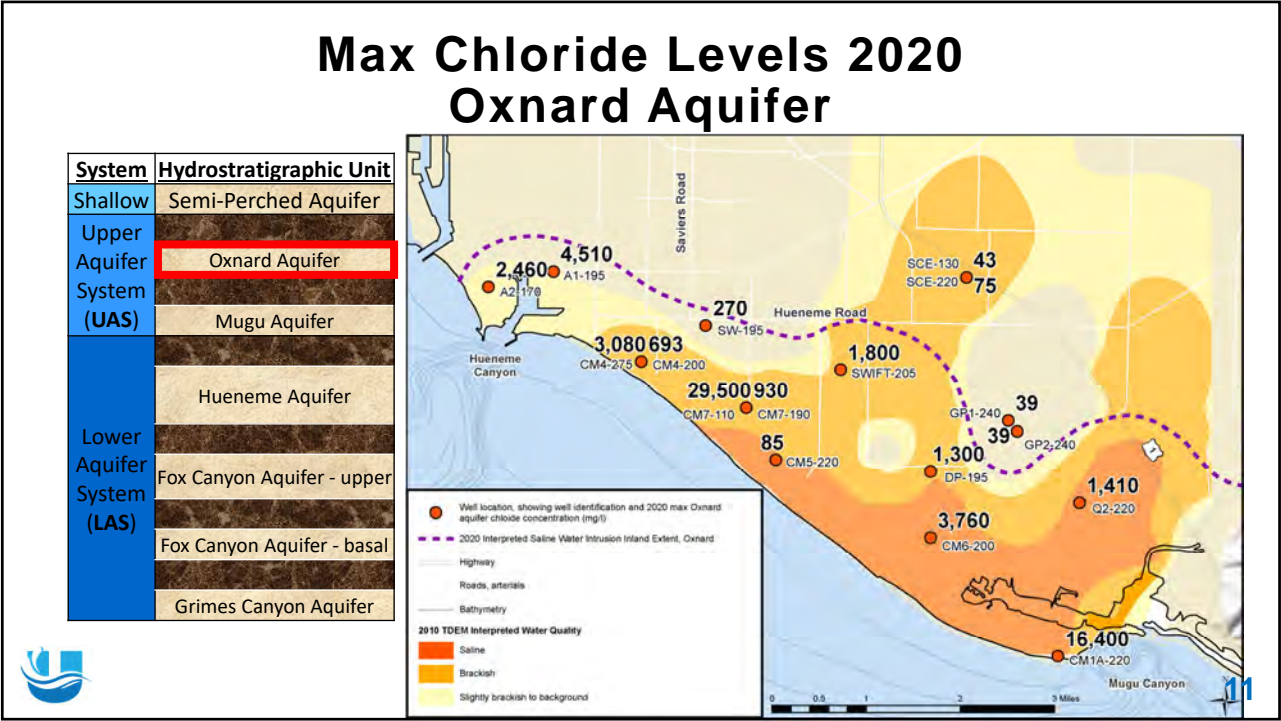 Max Chloride Levels 2020
Oxnard Aquifer
System Hydrostratigraphic Unit
Shallow Semi-Perched Aquifer
Upper
Aquifer
System
(UAS)
Oxnard Aquifer
Mugu Aquifer
Lower
Aquifer
System
(LAS)
Hueneme Aquifer
Fox Canyon Aquifer - upper
Fox Canyon Aquifer - basal
Grimes Canyon Aquifer
Saviers Road
4,510
A1-195
2,460
A2-170
SCE-130 43
SCE-220 75
270
SW-195
Hueneme Road
Hueneme
Canyon
3,080 693
CM4-275 CM4-200
1,800
SWIFT-205
29,500 930
CM7-110 CM7-190
GP1-240 39
39 GP2-240
85
CM5-220
1,300
DP-195
1
1,410
Q2-220
3,760
CM6-200
16,400
CM1A-220
Mugu Canyon
Well location, showing well identification and 2020 max Oxnard
aquifer chloide concentration (mg/l)
2020 Interpreted Saline Water Intrusion Inland Extent, Oxnard
Highway
Roads, arterials
Bathymetry
2010 TDEM Interpreted Water Quality
Saline
Brackish
Slightly brackish to background
0 0.5 1 2 3 Miles
11